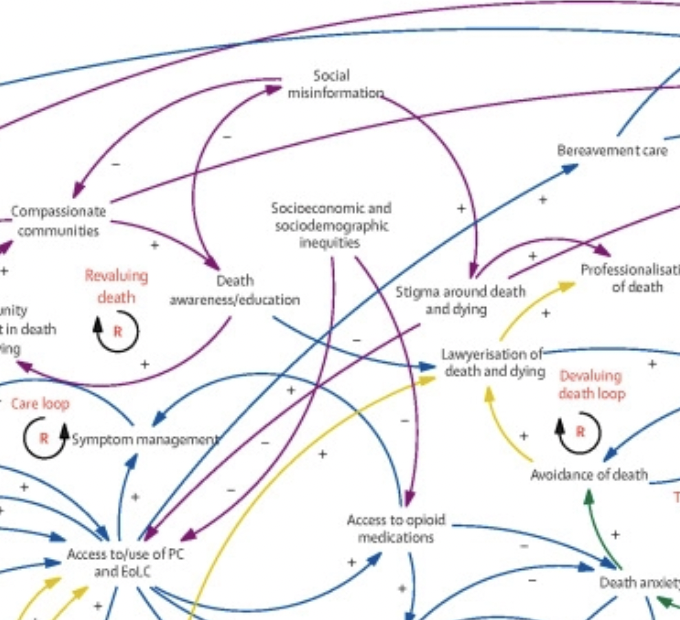 Social
misinformation
–
Bereavement care
–
+
Compassionate
communities
Socioeconomic and
sociodemographic
inequities
+
+
+
+
Revaluing
death
R
Death
awareness/education
Stigma around death
and dying
of death
t in death
+
–
+
Lawyerisation of
death and dying
+
Devaluing
death loop
R
Care loop
R
+
–
–
+
+
Symptom management
Avoidance of death
+
–
+
Access to opioid
medications
+
–
–
+
+
Access to/use of PC
and EoLC
Death anxiety
+
+